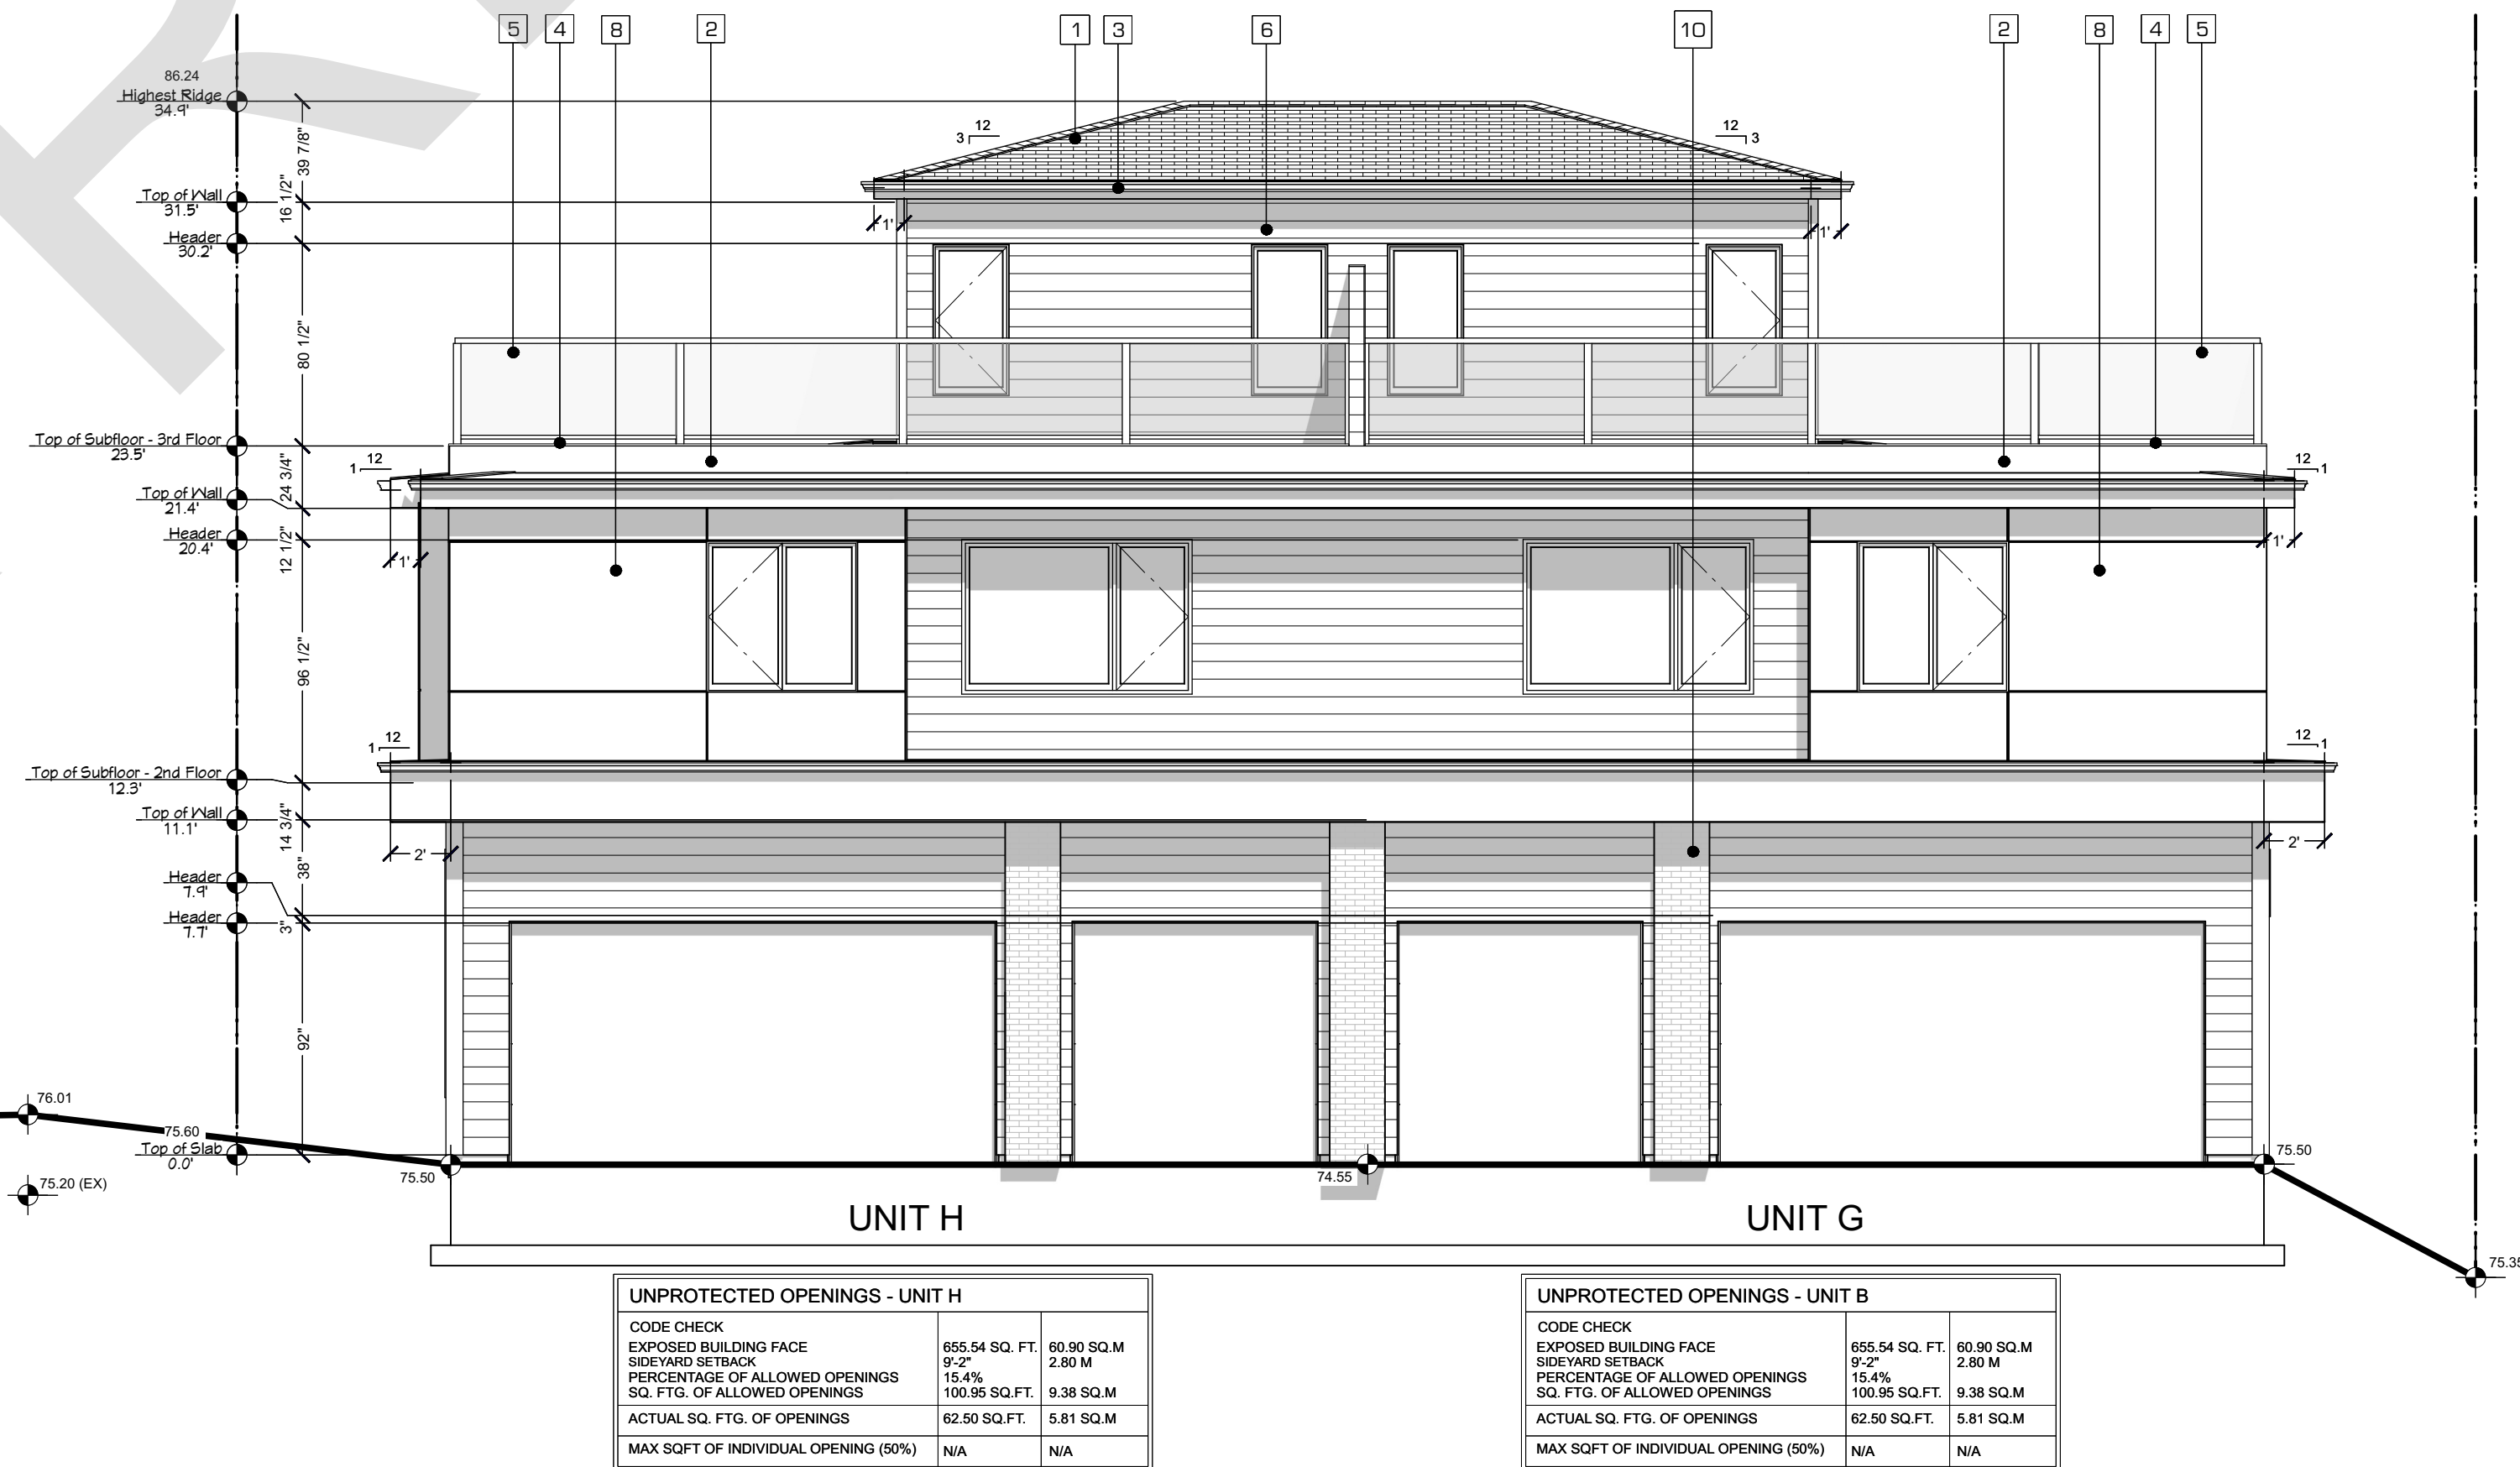 5 4 8 2 1 3 6 10 2 8 4 5
86.24
Highest Ridge
34.9'
39 7/8"
12
3
12
3
Top of Wall
31.5'
16 1/2"
1'
1'
Header
30.2'
80 1/2"
Top of Subfloor - 3rd Floor
23.5'
12
1
12
1
24 3/4"
Top of Wall
21.4'
Header
20.4'
12 1/2"
1'
1'
96 1/2"
12
1
12
1
Top of Subfloor - 2nd Floor
12.3'
Top of Wall
11.1'
14 3/4"
2'
2'
38"
Header
7.9'
Header
7.7'
3"
92"
76.01
75.60
Top of Slab
0.0'
75.20 (EX)
75.50
74.55
75.50
75.35
UNIT H
UNIT G
UNPROTECTED OPENINGS - UNIT H
CODE CHECK
EXPOSED BUILDING FACE 655.54 SQ. FT. 60.90 SQ.M
SIDEYARD SETBACK 9'-2" 2.80 M
PERCENTAGE OF ALLOWED OPENINGS 15.4%
SQ. FTG. OF ALLOWED OPENINGS 100.95 SQ.FT. 9.38 SQ.M
ACTUAL SQ. FTG. OF OPENINGS 62.50 SQ.FT. 5.81 SQ.M
MAX SQFT OF INDIVIDUAL OPENING (50%) N/A N/A
UNPROTECTED OPENINGS - UNIT B
CODE CHECK
EXPOSED BUILDING FACE 655.54 SQ. FT. 60.90 SQ.M
SIDEYARD SETBACK 9'-2" 2.80 M
PERCENTAGE OF ALLOWED OPENINGS 15.4%
SQ. FTG. OF ALLOWED OPENINGS 100.95 SQ.FT. 9.38 SQ.M
ACTUAL SQ. FTG. OF OPENINGS 62.50 SQ.FT. 5.81 SQ.M
MAX SQFT OF INDIVIDUAL OPENING (50%) N/A N/A